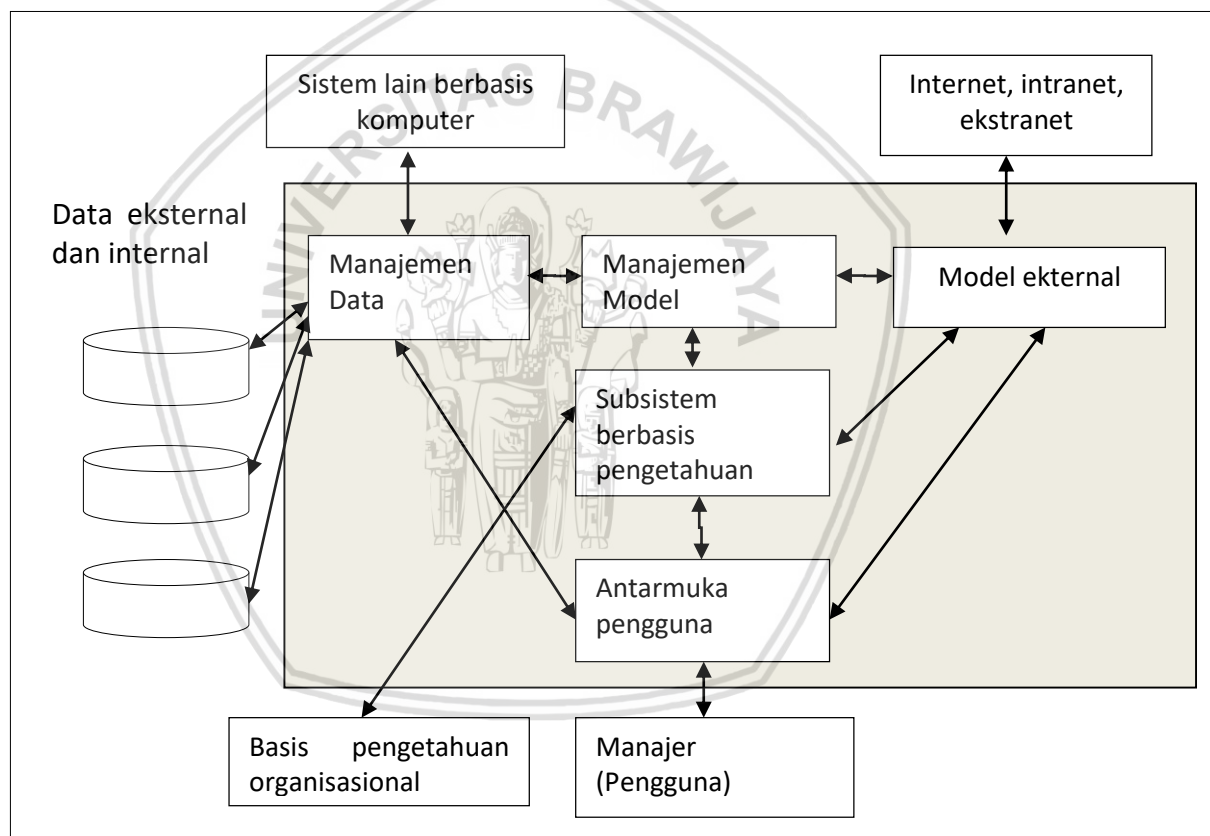 Sistem lain berbasis
komputer
Internet, intranet,
ekstranet
UNIVERSITAS BRAWIJAYA
Data eksternal
dan internal
Manajemen
Data
Manajemen
Model
Model ekternal
Subsistem
berbasis
pengetahuan
Antarmuka
pengguna
Basis pengetahuan
organisasional
Manajer
(Pengguna)